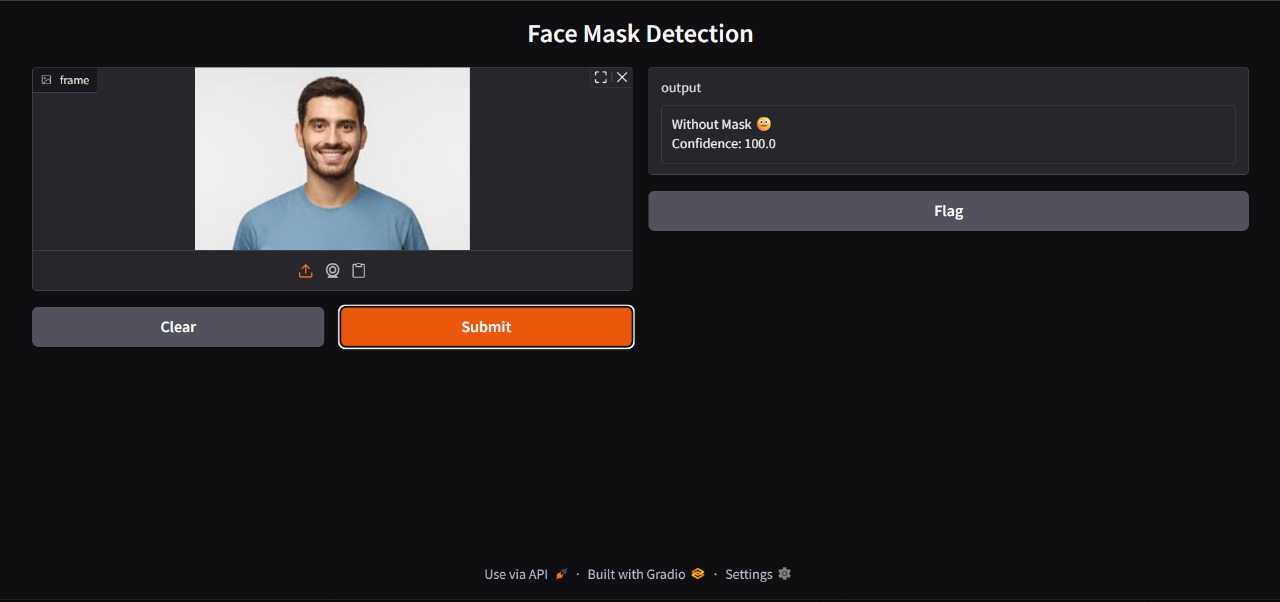 Face Mask Detection
frame
output
Without Mask 😐
Confidence: 100.0
Flag
Clear
Submit
Use via API 🚀 · Built with Gradio · Settings ⚙️